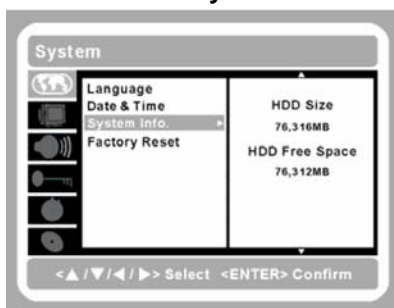 System
Language
Date & Time
System Info.
Factory Reset
HDD Size
76,316MB
HDD Free Space
76,312MB
<▲/▼/◀/▶> Select <ENTER> Confirm